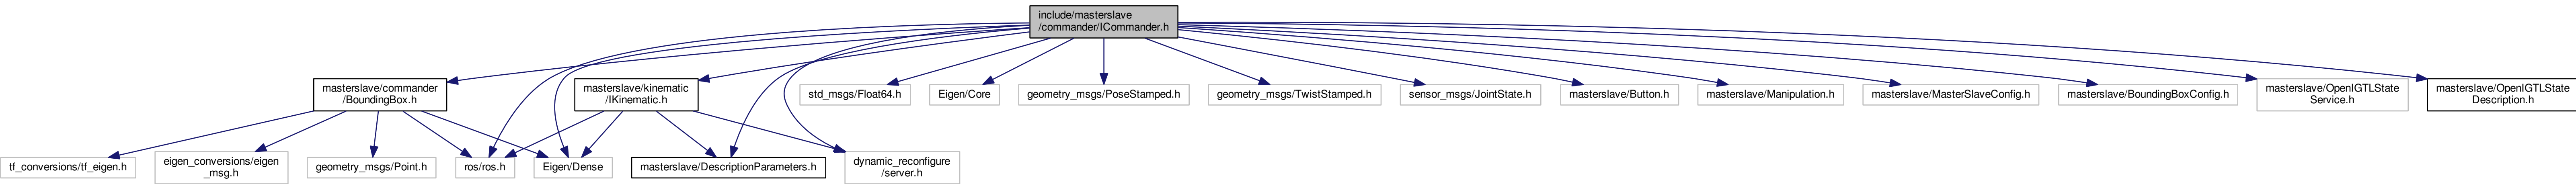 include/masterslave
/commander/ICommander.h
masterslave/commander
/BoundingBox.h
masterslave/kinematic
/IKinematic.h
std_msgs/Float64.h
Eigen/Core
geometry_msgs/PoseStamped.h
geometry_msgs/TwistStamped.h
sensor_msgs/JointState.h
masterslave/Button.h
masterslave/Manipulation.h
masterslave/MasterSlaveConfig.h
masterslave/BoundingBoxConfig.h
masterslave/OpenIGTLState
Service.h
masterslave/OpenIGTLState
Description.h
tf_conversions/tf_eigen.h
eigen_conversions/eigen
_msg.h
geometry_msgs/Point.h
ros/ros.h
Eigen/Dense
masterslave/DescriptionParameters.h
dynamic_reconfigure
/server.h